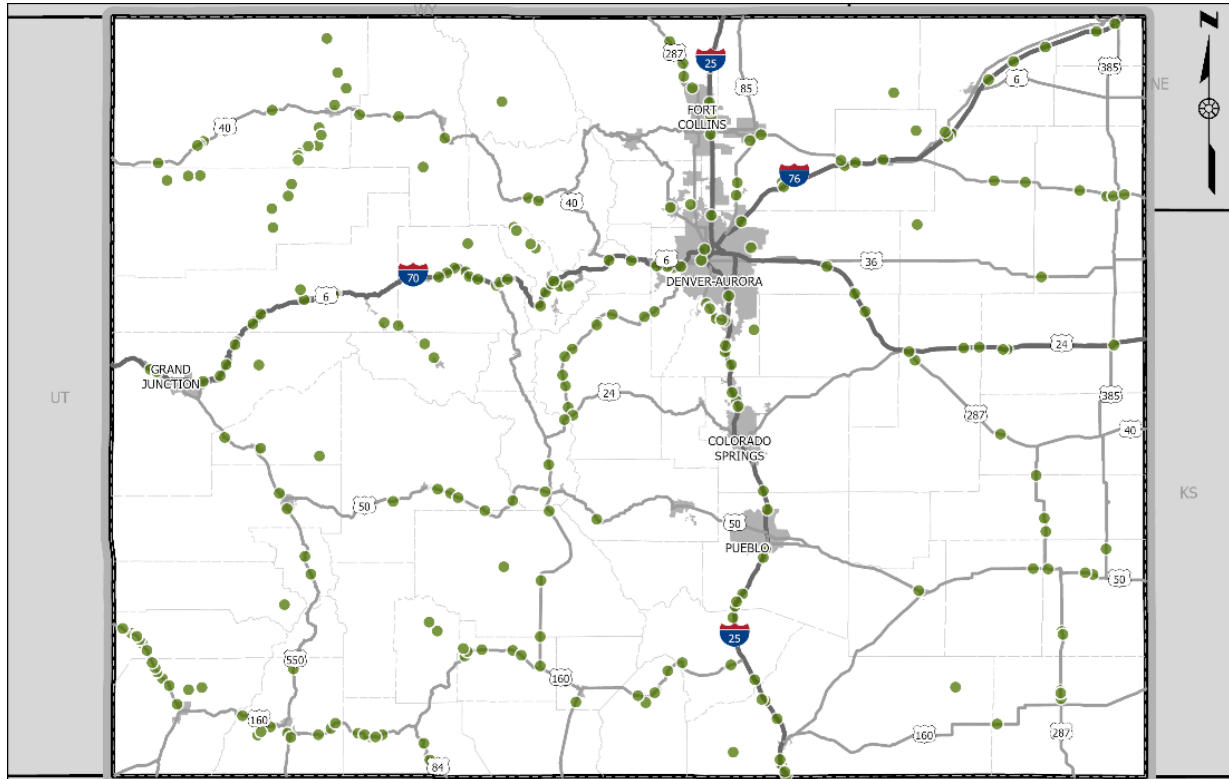 WY
N
287
25
385
6
NE
85
40
FORT
COLLINS
76
40
6
36
70
DENVER-AURORA
6
24
GRAND
JUNCTION
UT
24
385
287
40
COLORADO
SPRINGS
KS
50
50
PUEBLO
50
25
550
160
160
160
287
84